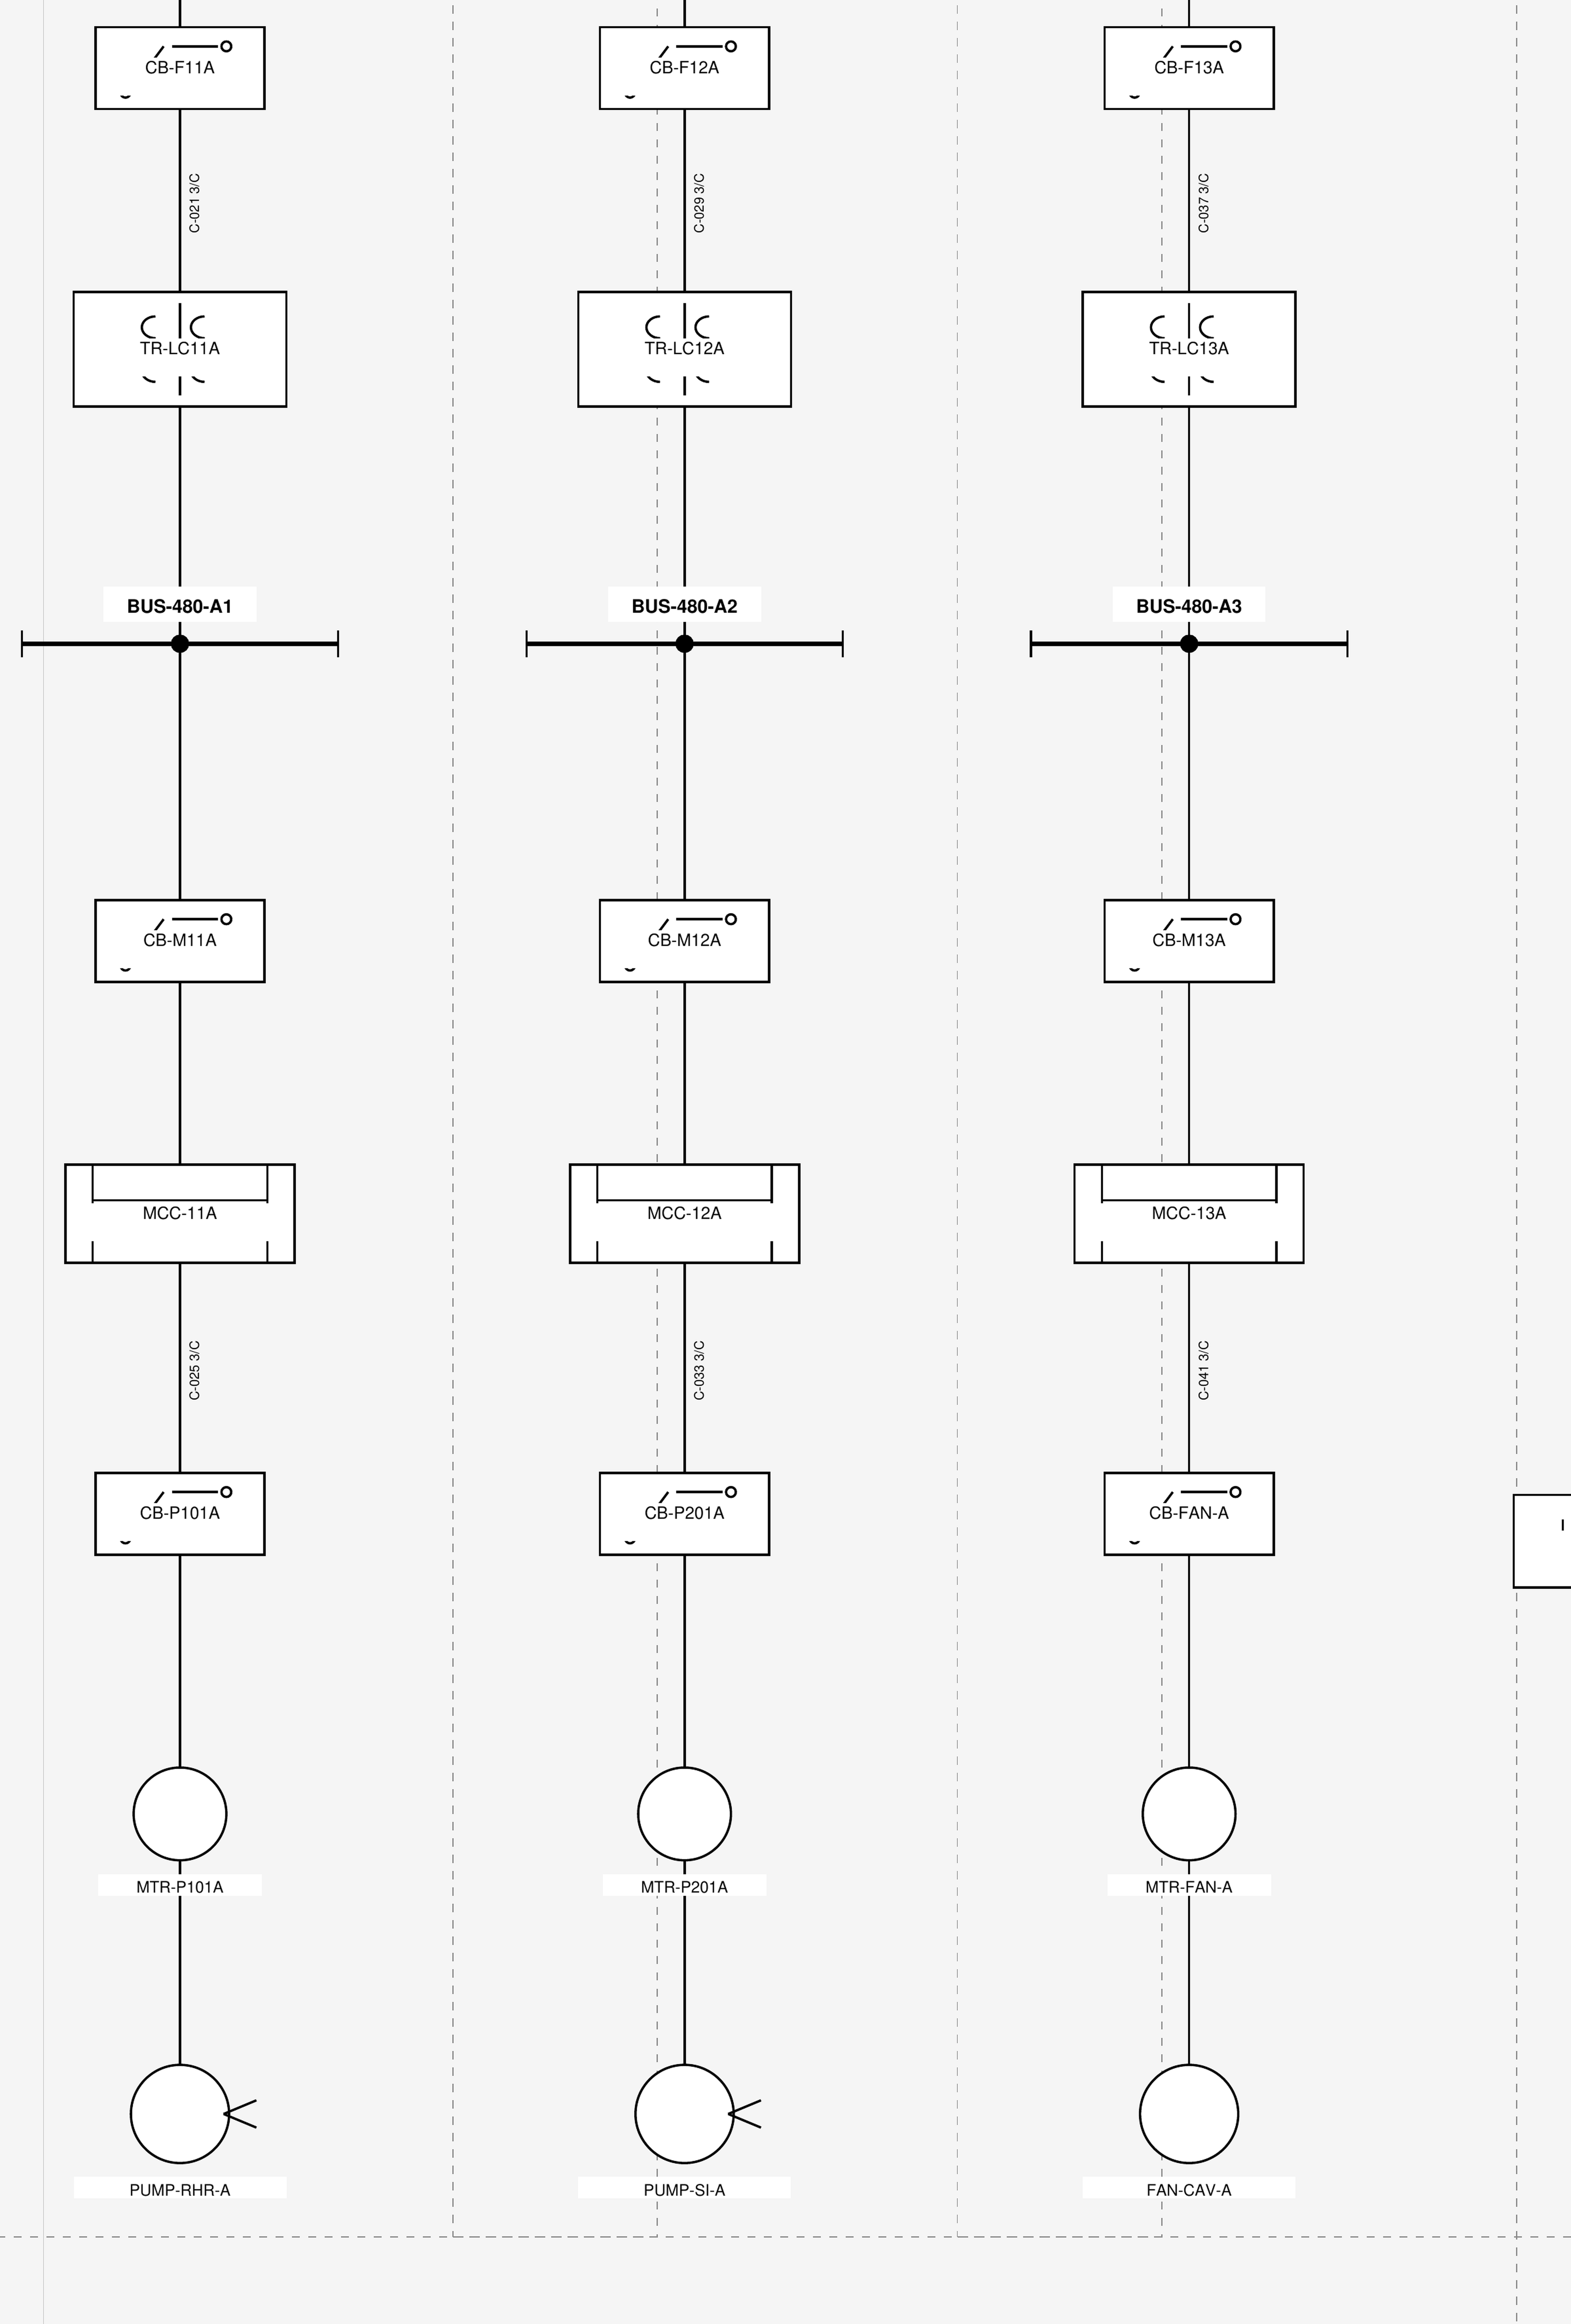 CB-F11A
CB-F12A
CB-F13A
C-021 3/C
C-029 3/C
C-037 3/C
TR-LC11A
TR-LC12A
TR-LC13A
BUS-480-A1
BUS-480-A2
BUS-480-A3
CB-M11A
CB-M12A
CB-M13A
MCC-11A
MCC-12A
MCC-13A
C-025 3/C
C-033 3/C
C-041 3/C
CB-P101A
CB-P201A
CB-FAN-A
MTR-P101A
MTR-P201A
MTR-FAN-A
PUMP-RHR-A
PUMP-SI-A
FAN-CAV-A